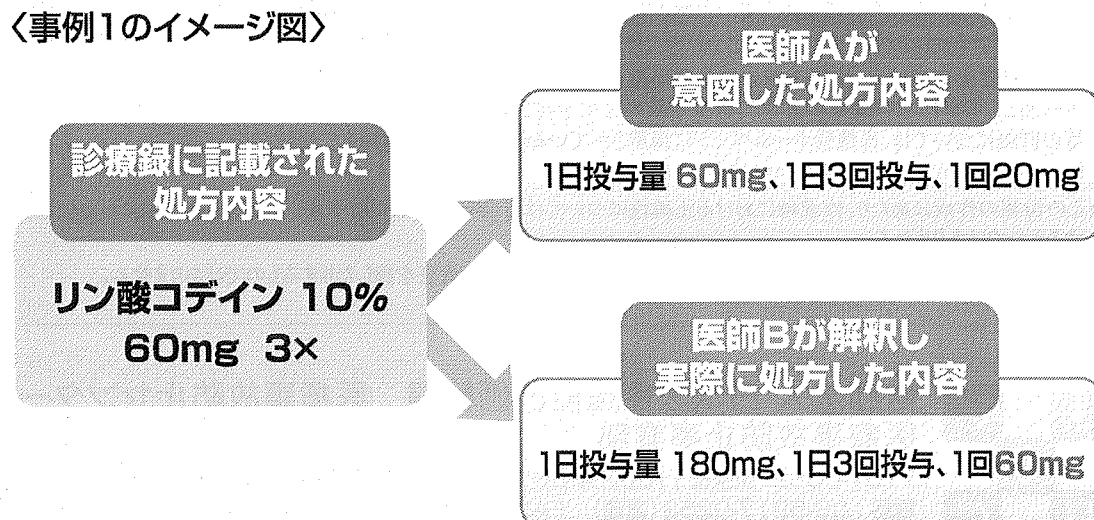 〈事例1のイメージ図〉
診療録に記載された
処方内容
リン酸コデイン 10%
60mg 3×
医師Aが
意図した処方内容
1日投与量 60mg、1日3回投与、1回20mg
医師Bが解釈し
実際に処方した内容
1日投与量 180mg、1日3回投与、1回60mg